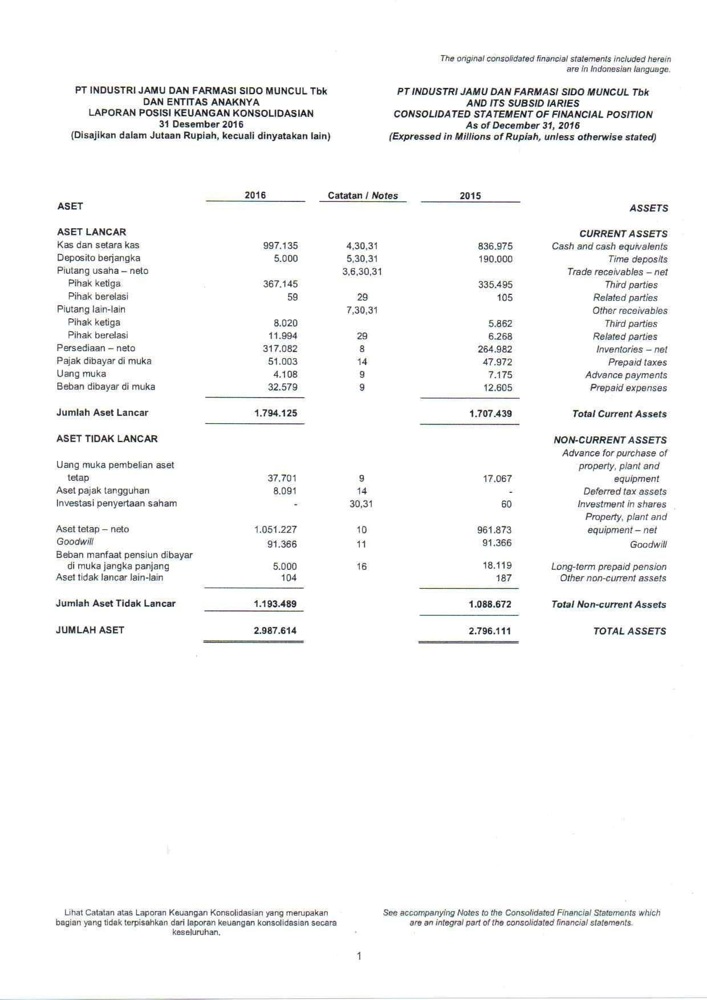 The original consolidated financial statements included herein
are in Indonesian language.
PT INDUSTRI JAMU DAN FARMASI SIDO MUNCUL Tbk
DAN ENTITAS ANAKNYA
LAPORAN POSISI KEUANGAN KONSOLIDASIAN
31 Desember 2016
(Disajikan dalam Jutaan Rupiah, kecuali dinyatakan lain)
PT INDUSTRI JAMU DAN FARMASI SIDO MUNCUL Tbk
AND ITS SUBSID IARIES
CONSOLIDATED STATEMENT OF FINANCIAL POSITION
As of December 31, 2016
(Expressed in Millions of Rupiah, unless otherwise stated)
2016 Catatan / Notes 2015
ASET ASSETS
ASET LANCAR CURRENT ASSETS
Kas dan setara kas 997.135 4,30,31 836.975 Cash and cash equivalents
Deposito berjangka 5.000 5,30,31 190.000 Time deposits
Piutang usaha – neto 3,6,30,31 Trade receivables – net
Pihak ketiga 367.145 335.495 Third parties
Pihak berelasi 59 29 105 Related parties
Piutang lain-lain 7,30,31 Other receivables
Pihak ketiga 8.020 5.862 Third parties
Pihak berelasi 11.994 29 6.268 Related parties
Persediaan – neto 317.082 8 264.982 Inventories – net
Pajak dibayar di muka 51.003 14 47.972 Prepaid taxes
Uang muka 4.108 9 7.175 Advance payments
Beban dibayar di muka 32.579 9 12.605 Prepaid expenses
Jumlah Aset Lancar 1.794.125 1.707.439 Total Current Assets
ASET TIDAK LANCAR NON-CURRENT ASSETS
Advance for purchase of
Uang muka pembelian aset property, plant and
tetap 37.701 9 17.067 equipment
Aset pajak tangguhan 8.091 14 - Deferred tax assets
Investasi penyertaan saham - 30,31 60 Investment in shares
Property, plant and
Aset tetap – neto 1.051.227 10 961.873 equipment – net
Goodwill 91.366 11 91.366 Goodwill
Beban manfaat pensiun dibayar
di muka jangka panjang 5.000 16 18.119 Long-term prepaid pension
Aset tidak lancar lain-lain 104 187 Other non-current assets
Jumlah Aset Tidak Lancar 1.193.489 1.088.672 Total Non-current Assets
JUMLAH ASET 2.987.614 2.796.111 TOTAL ASSETS
Lihat Catatan atas Laporan Keuangan Konsolidasian yang merupakan
bagian yang tidak terpisahkan dari laporan keuangan konsolidasian secara
keseluruhan.
See accompanying Notes to the Consolidated Financial Statements which
are an integral part of the consolidated financial statements.
1